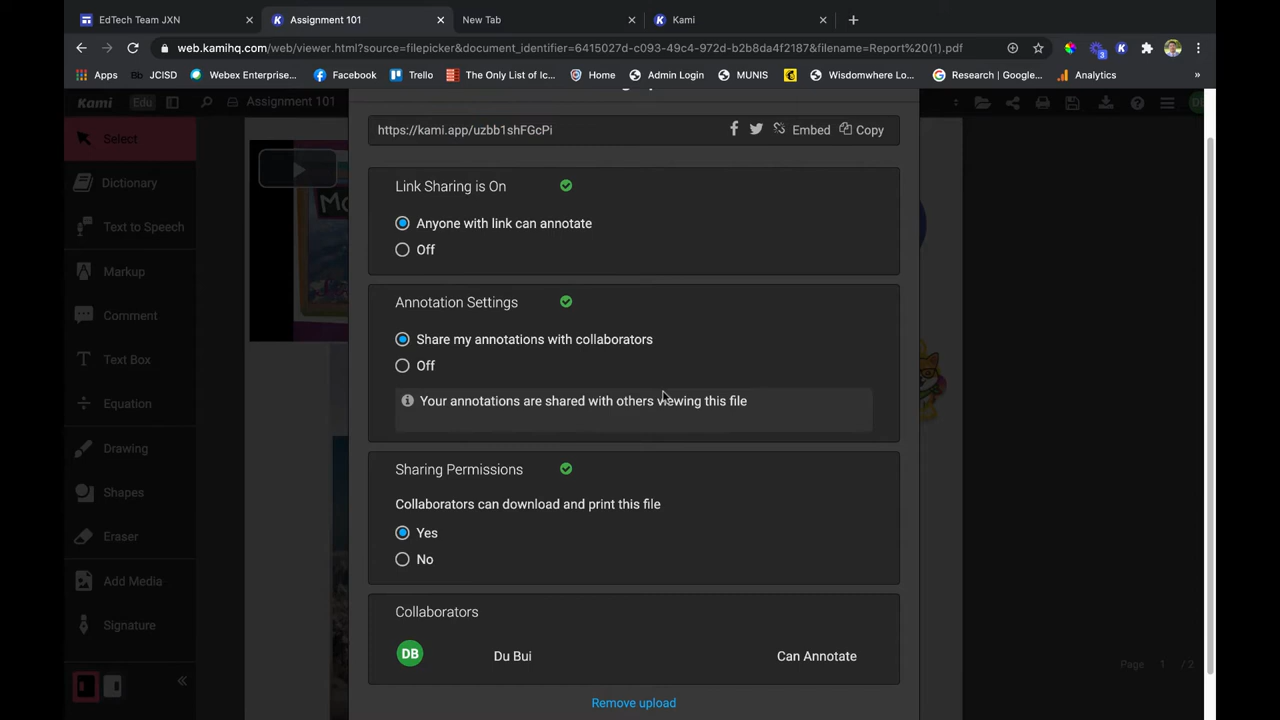 EdTech Team JXN
Assignment 101
New Tab
Kami
web.kamihq.com/web/viewer.html?source=filepicker&document_identifier=6415027d-c093-49c4-972d-b2b8da4f2187&filename=Report%20(1).pdf
3
Apps
Bb JCISD
Webex Enterprise...
Facebook
Trello
The Only List of Ic...
Home
Admin Login
MUNIS
Wisdomwhere Lo...
Research | Google...
Analytics
»
Kami Edu Assignment 101
https://kami.app/uzbb1shFGcPi
Embed
Copy
Select
Dictionary
Text to Speech
Markup
Comment
Text Box
Equation
Drawing
Shapes
Eraser
Add Media
Signature
Link Sharing is On
Anyone with link can annotate
Off
Annotation Settings
Share my annotations with collaborators
Off
Your annotations are shared with others viewing this file
Sharing Permissions
Collaborators can download and print this file
Yes
No
Collaborators
DB Du Bui Can Annotate
Remove upload
Page 1 / 2